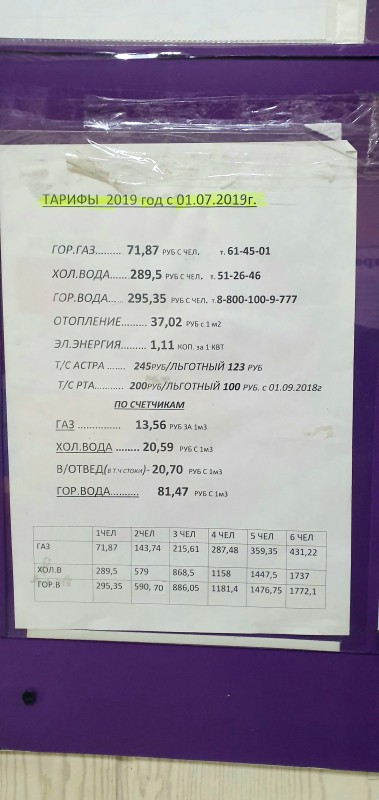 ТАРИФЫ 2019 год с 01.07.2019г.
ГОР.ГАЗ......... 71,87 РУБ С ЧЕЛ. т. 61-45-01
ХОЛ.ВОДА...... 289,5 РУБ С ЧЕЛ. т. 51-26-46
ГОР.ВОДА........ 295,35 РУБ С ЧЕЛ. т.8-800-100-9-777
ОТОПЛЕНИЕ......... 37,02 РУБ с 1 м2
ЭЛ.ЭНЕРГИЯ......... 1,11 КОП. за 1 КВТ
Т/С АСТРА ....... 245РУБ/ЛЬГОТНЫЙ 123 РУБ
Т/С РТА............ 200РУБ/ЛЬГОТНЫЙ 100 РУБ. с 01.09.2018г
ПО СЧЕТЧИКАМ
ГАЗ ............... 13,56 РУБ ЗА 1м3
ХОЛ.ВОДА ........ 20,59 РУБ С 1м3
В/ОТВЕД(в т.ч стоки)- 20,70 РУБ С 1м3
ГОР.ВОДА......... 81,47 РУБ С 1м3
1ЧЕЛ 2ЧЕЛ 3 ЧЕЛ 4 ЧЕЛ 5 ЧЕЛ 6 ЧЕЛ
ГАЗ 71,87 143,74 215,61 287,48 359,35 431,22
ХОЛ.В 289,5 579 868,5 1158 1447,5 1737
ГОР.В 295,35 590, 70 886,05 1181,4 1476,75 1772,1